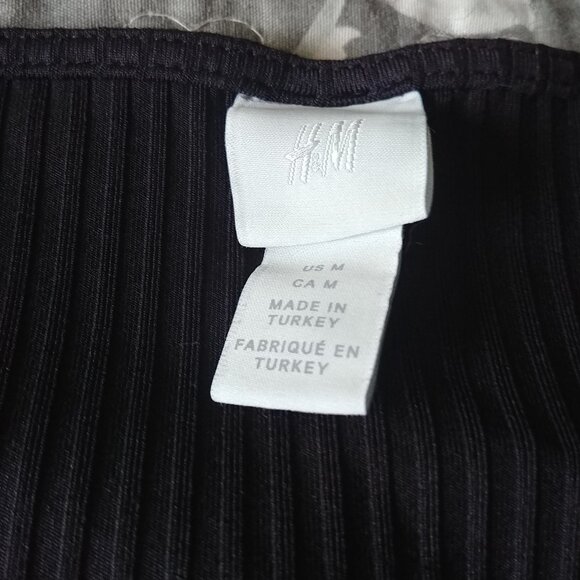 H&M
US M
CA M
MADE IN
TURKEY
FABRIQUÉ EN
TURKEY